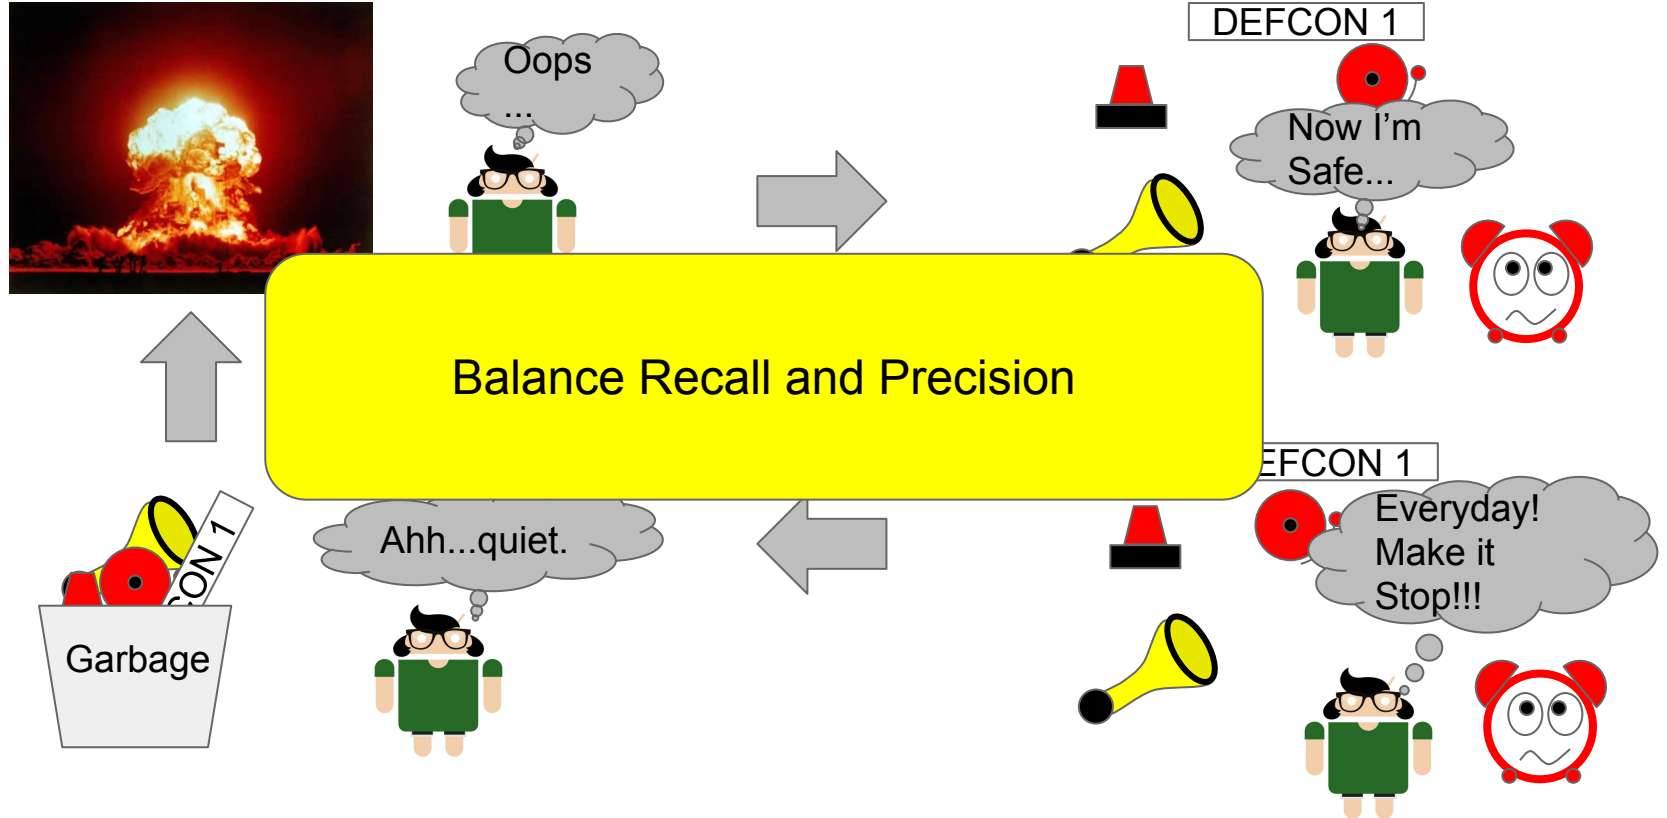 DEFCON 1
Oops
...
Now I'm
Safe...
Balance Recall and Precision
EFCON 1
Everyday!
Make it
Stop!!!
Ahh...quiet.
CON 1
Garbage